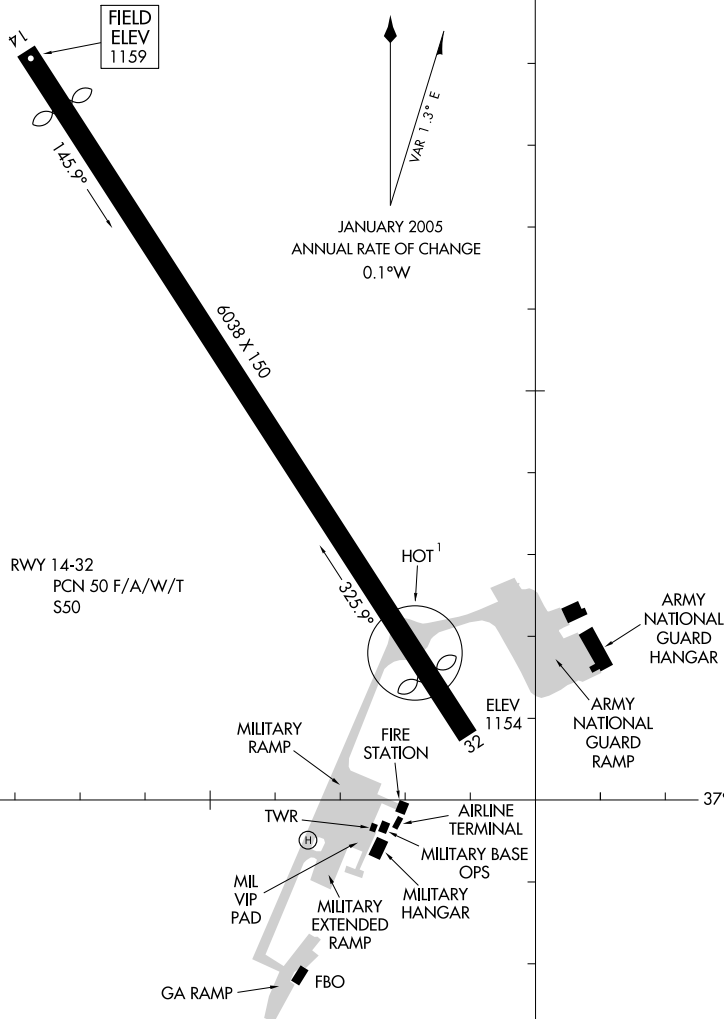 14
FIELD
ELEV
1159
145.9°
VAR 1.3° E
JANUARY 2005
ANNUAL RATE OF CHANGE
0.1°W
6038 X 150
RWY 14-32
PCN 50 F/A/W/T
S50
HOT 1
325.9°
ARMY
NATIONAL
GUARD
HANGAR
ELEV
1154
32
ARMY
NATIONAL
GUARD
RAMP
MILITARY
RAMP
FIRE
STATION
37°
TWR
AIRLINE
TERMINAL
H
MILITARY BASE
OPS
MIL
VIP
PAD
MILITARY
HANGAR
MILITARY
EXTENDED
RAMP
GA RAMP
FBO